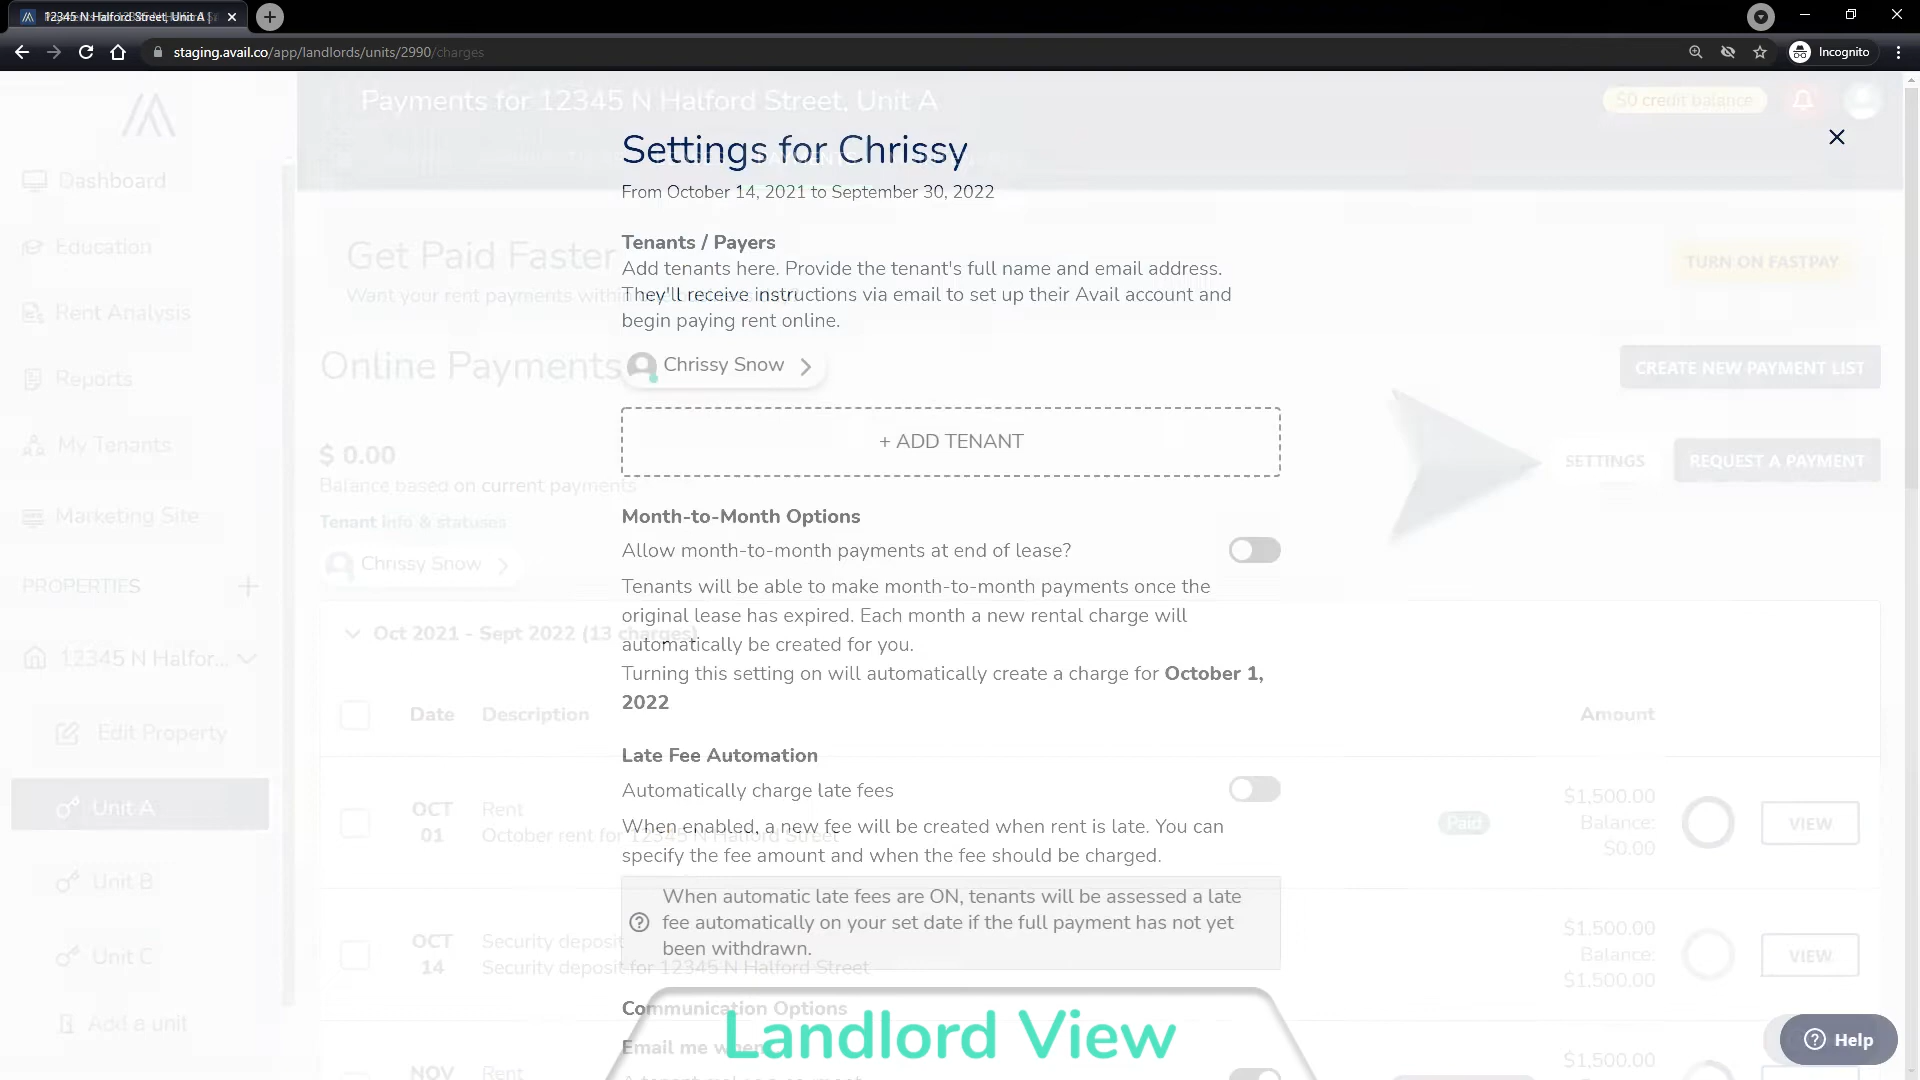 12345 N Halford Street, Unit A |
staging.avail.co/app/landlords/units/2990/charges
Incognito
Payments for 12345 N Halford Street, Unit A
$0 credit balance
Settings for Chrissy
From October 14, 2021 to September 30, 2022
Dashboard
Education
Rent Analysis
Reports
My Tenants
Marketing Site
PROPERTIES
12345 N Halfor...
Edit Property
Unit A
Unit B
Unit C
Add a unit
Get Paid Faster
Want your rent payments within
TURN ON FASTPAY
Tenants / Payers
Add tenants here. Provide the tenant's full name and email address.
They'll receive instructions via email to set up their Avail account and
begin paying rent online.
Online Payments
Chrissy Snow
CREATE NEW PAYMENT LIST
+ ADD TENANT
$ 0.00
Balance based on current payments
SETTINGS
REQUEST A PAYMENT
Tenant info & statuses
Chrissy Snow
Month-to-Month Options
Allow month-to-month payments at end of lease?
Tenants will be able to make month-to-month payments once the
original lease has expired. Each month a new rental charge will
automatically be created for you.
Turning this setting on will automatically create a charge for October 1,
2022
Oct 2021 - Sept 2022 (13 charges)
Date Description Amount
Late Fee Automation
Automatically charge late fees
When enabled, a new fee will be created when rent is late. You can
specify the fee amount and when the fee should be charged.
When automatic late fees are ON, tenants will be assessed a late
fee automatically on your set date if the full payment has not yet
been withdrawn.
OCT
01
Rent
October rent for 12345 N Halford Street
Paid
$1,500.00
Balance:
$0.00
VIEW
OCT
14
Security deposit
Security deposit for 12345 N Halford Street
$1,500.00
Balance:
$1,500.00
VIEW
Communication Options
Email me when
NOV
Rent
$1,500.00
Landlord View
Help